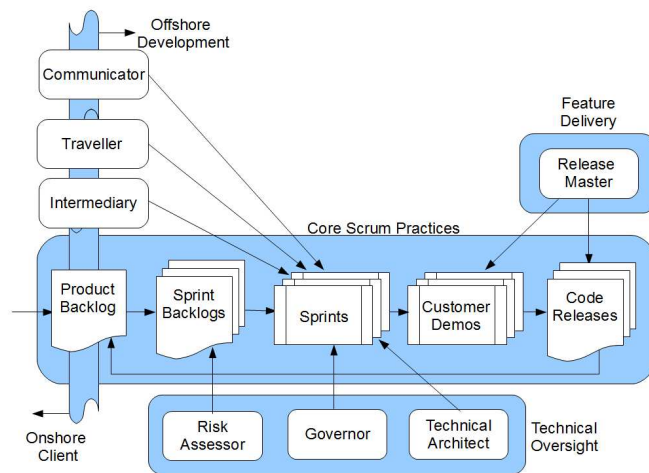 Offshore
Development
Communicator
Feature
Delivery
Traveller
Release
Master
Intermediary
Core Scrum Practices
Product
Backlog
Sprint
Backlogs
Sprints
Customer
Demos
Code
Releases
Onshore
Client
Risk
Assessor
Governor
Technical
Architect
Technical
Oversight